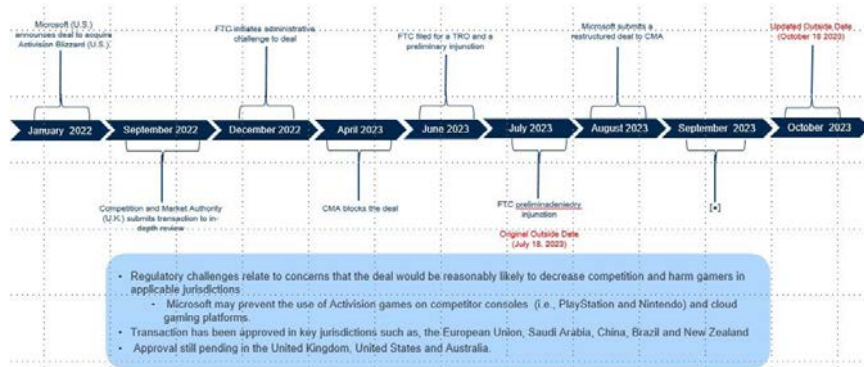 Microsoft (U.S.)
announces deal to acquire
Activision Blizzard (U.S.)
FTC initiates administrative
challenge to deal
FTC filed for a TRO and a
preliminary injunction
Microsoft submits a
restructured deal to CMA
Updated Outside Date
(October 18 2023)
January 2022
September 2022
December 2022
April 2023
June 2023
July 2023
August 2023
September 2023
October 2023
Competition and Market Authority
(U.K.) submits transaction to in-
depth review
CMA blocks the deal
FTC preliminadeniedry
injunction
Original Outside Date
(July 18, 2023)
[•]
• Regulatory challenges relate to concerns that the deal would be reasonably likely to decrease competition and harm gamers in
applicable jurisdictions
- Microsoft may prevent the use of Activision games on competitor consoles (i.e., PlayStation and Nintendo) and cloud
gaming platforms.
• Transaction has been approved in key jurisdictions such as, the European Union, Saudi Arabia, China, Brazil and New Zealand
• Approval still pending in the United Kingdom, United States and Australia.